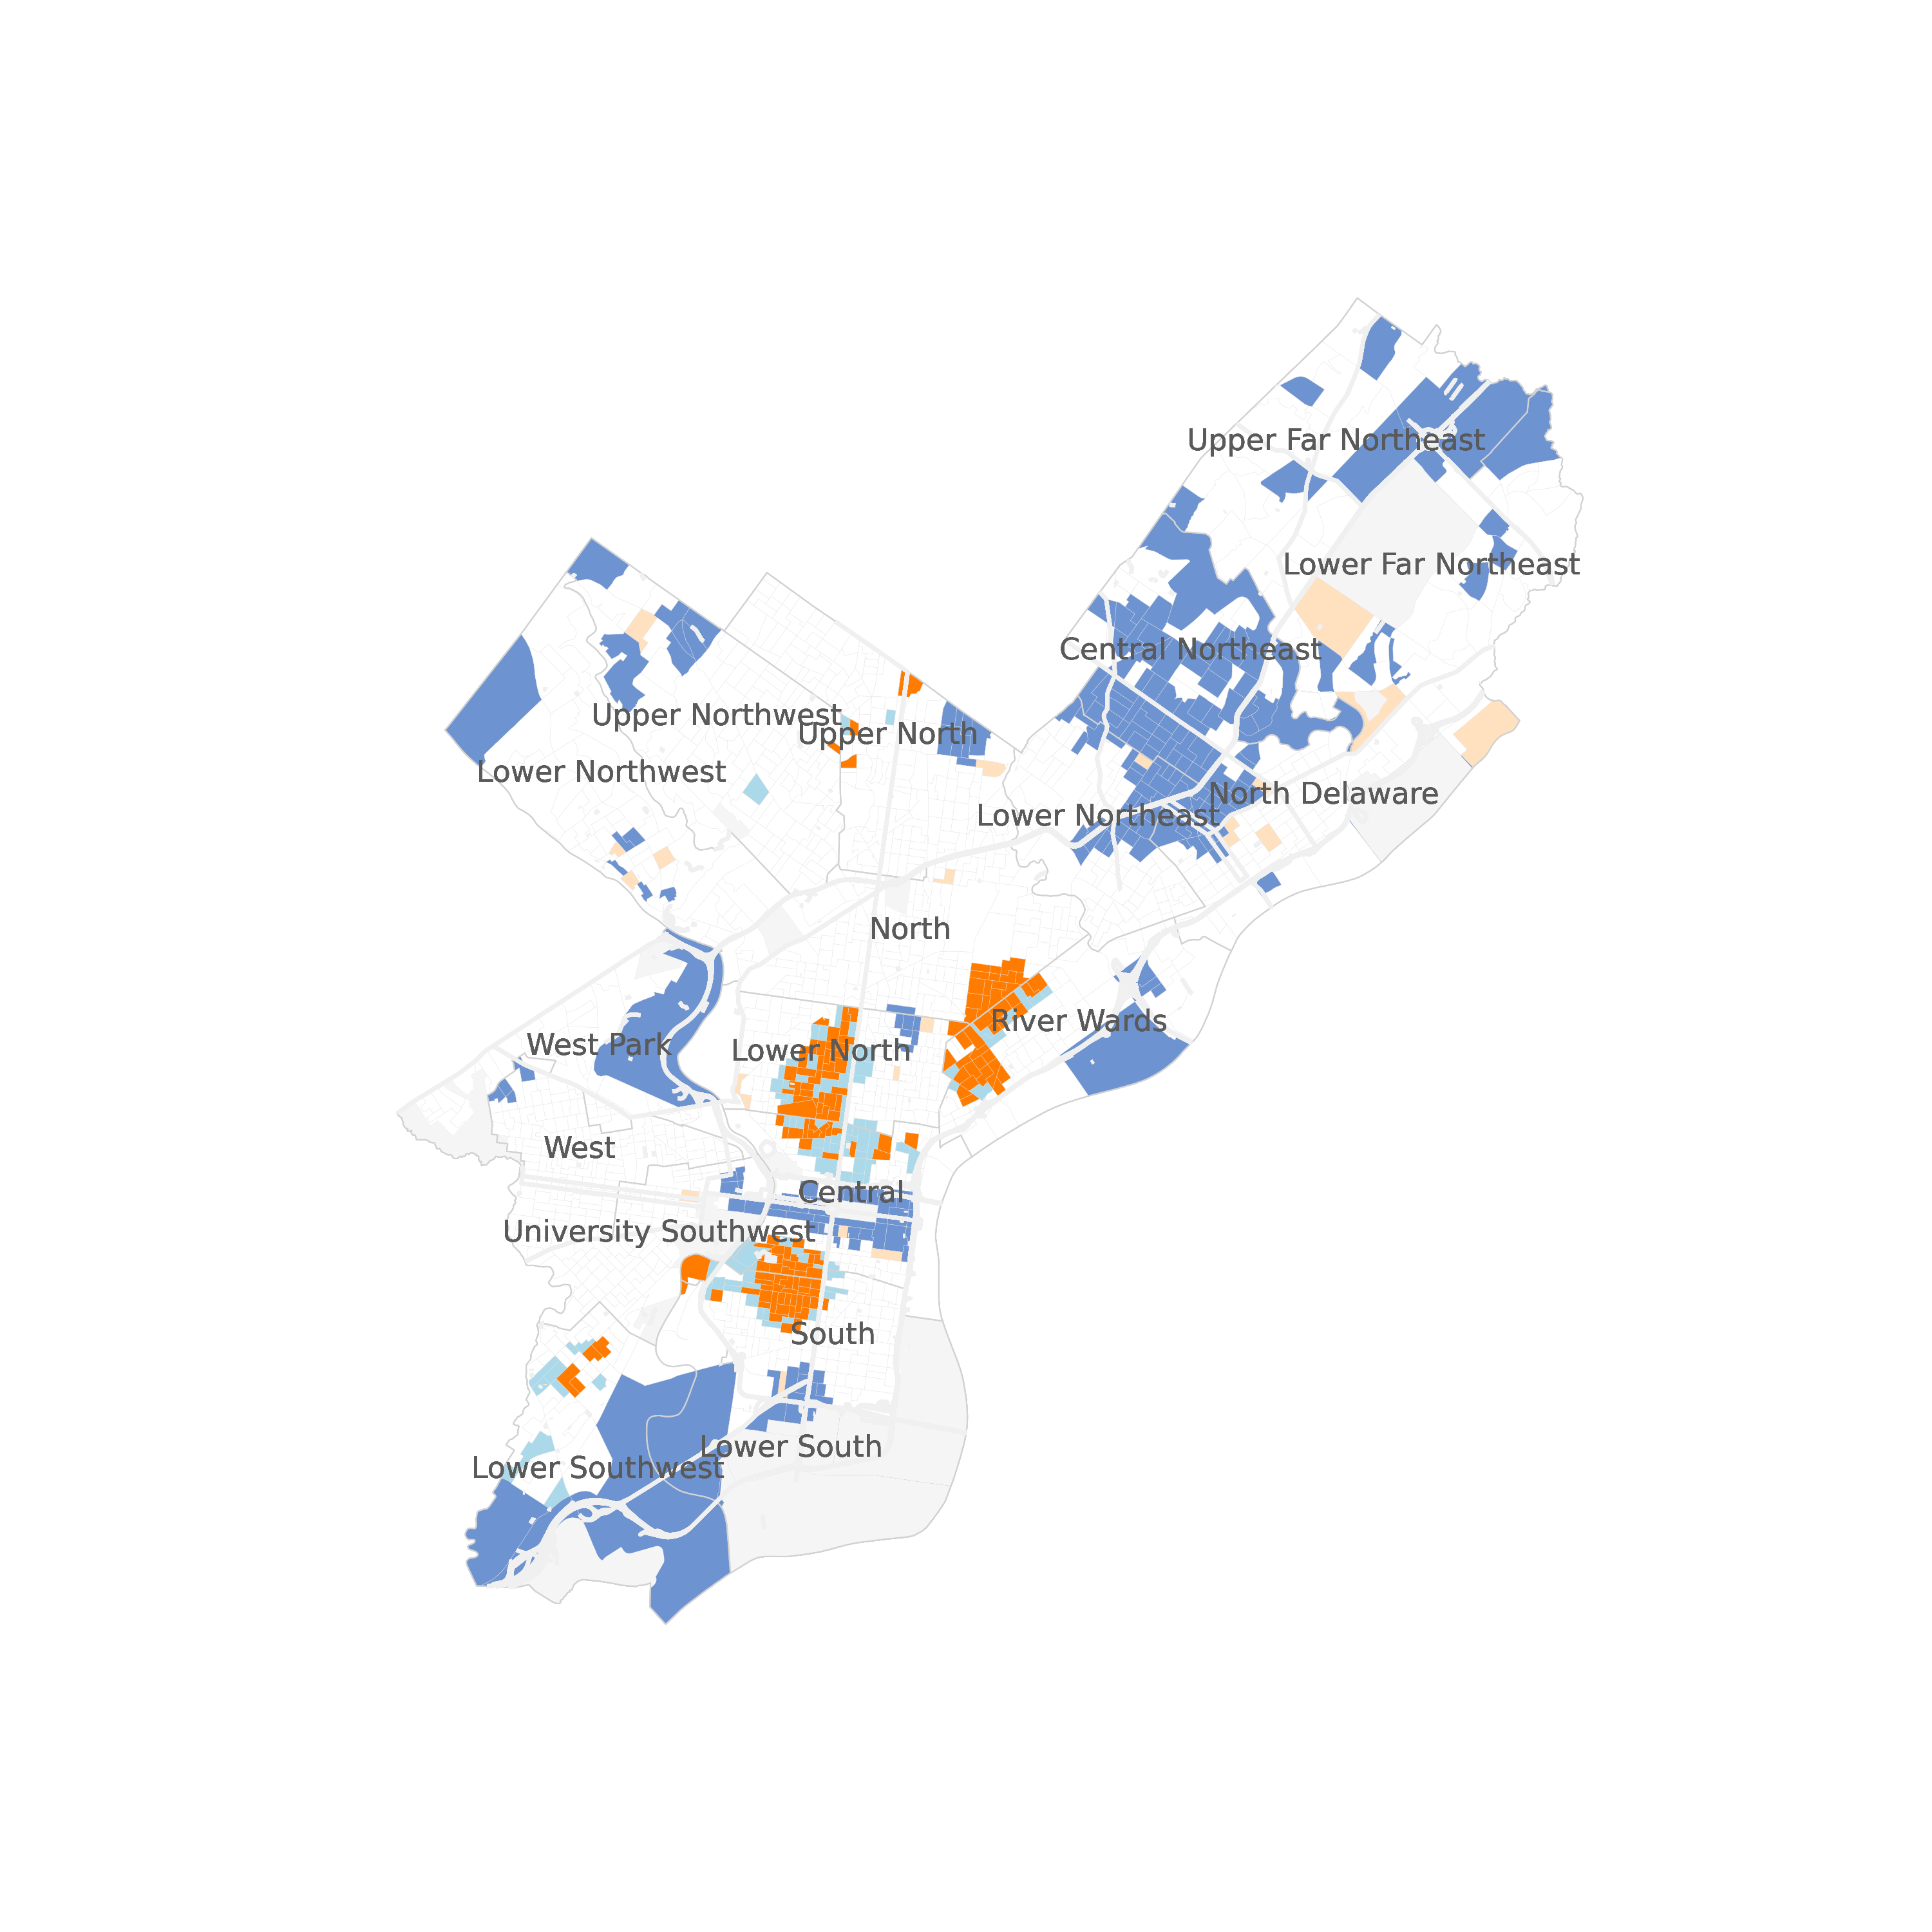 Upper Far Northeast
Lower Far Northeast
Central Northeast
Upper Northwest
Upper North
Lower Northwest
North Delaware
Lower Northeast
North
River Wards
West Park
Lower North
West
Central
University Southwest
South
Lower South
Lower Southwest